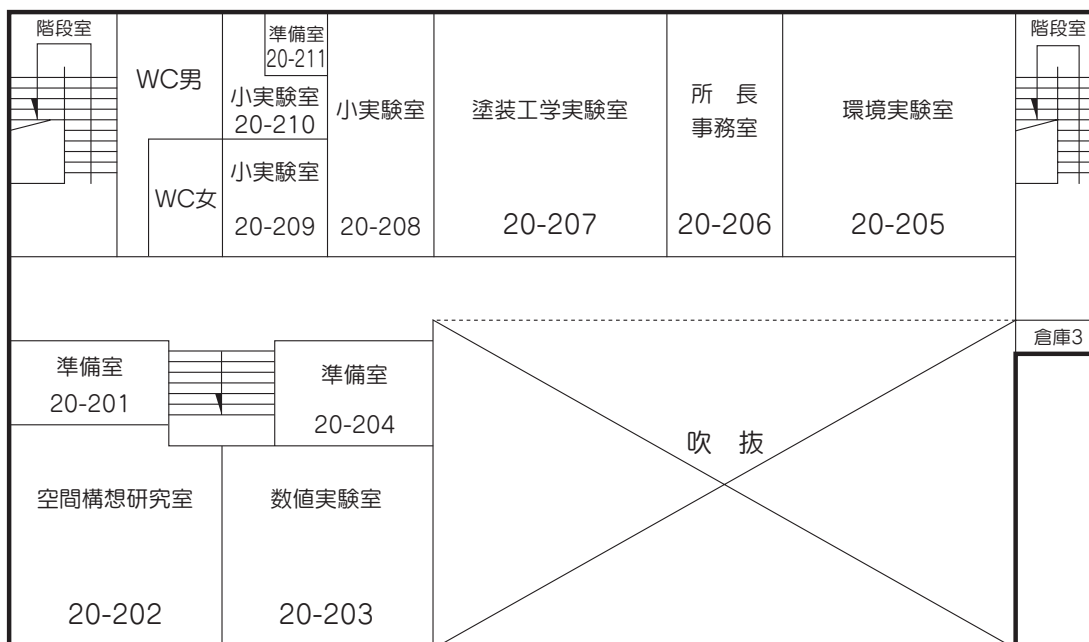 階段室
WC男
WC女
準備室
20-211
小実験室
20-210
小実験室
20-209
小実験室
20-208
塗装工学実験室
20-207
所 長
事務室
20-206
環境実験室
20-205
階段室
倉庫3
準備室
20-201
準備室
20-204
吹 抜
空間構想研究室
20-202
数値実験室
20-203